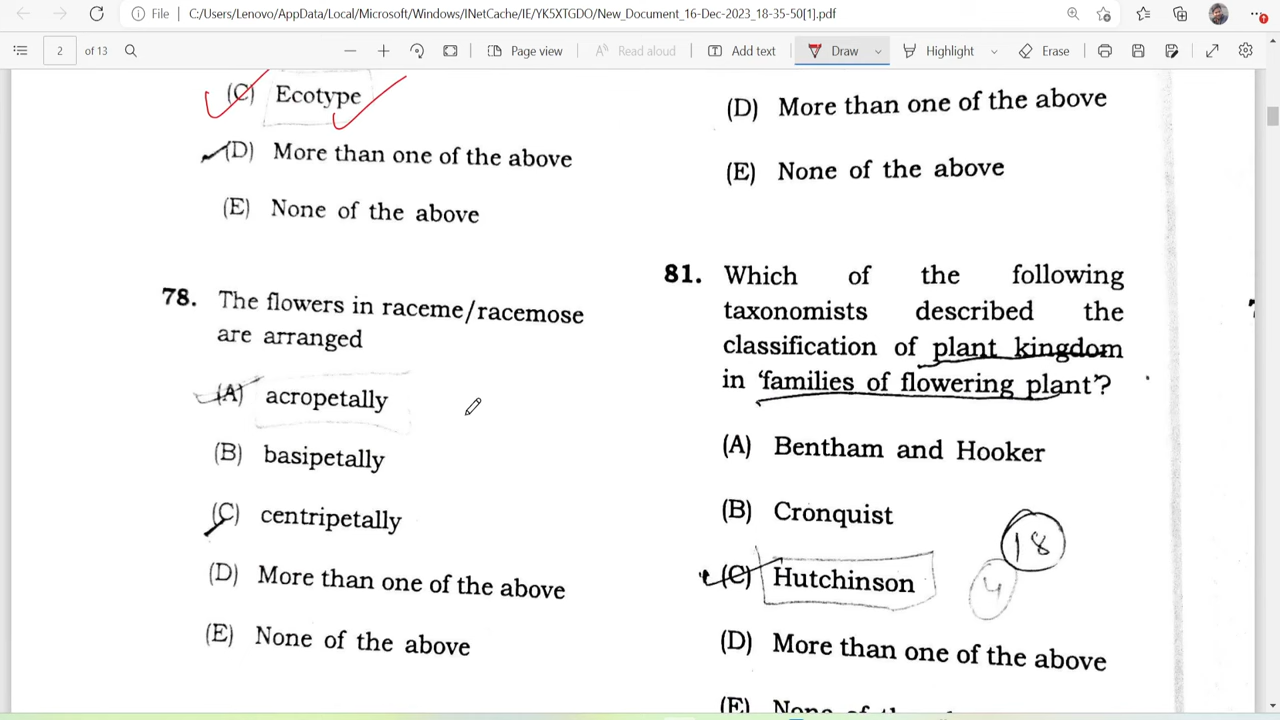 File C:/Users/Lenovo/AppData/Local/Microsoft/Windows/INetCache/IE/YK5XTGDO/New_Document_16-Dec-2023_18-35-50[1].pdf
2 of 13 Page view Read aloud Add text Draw Highlight Erase
(C) Ecotype
(D) More than one of the above
(E) None of the above
78. The flowers in raceme/racemose
are arranged
(A) acropetally
(B) basipetally
(C) centripetally
(D) More than one of the above
(E) None of the above
(D) More than one of the above
(E) None of the above
81. Which of the following
taxonomists described the
classification of plant kingdom
in ‘families of flowering plant’?
(A) Bentham and Hooker
(B) Cronquist
18
(C) Hutchinson
4
(D) More than one of the above
(E)